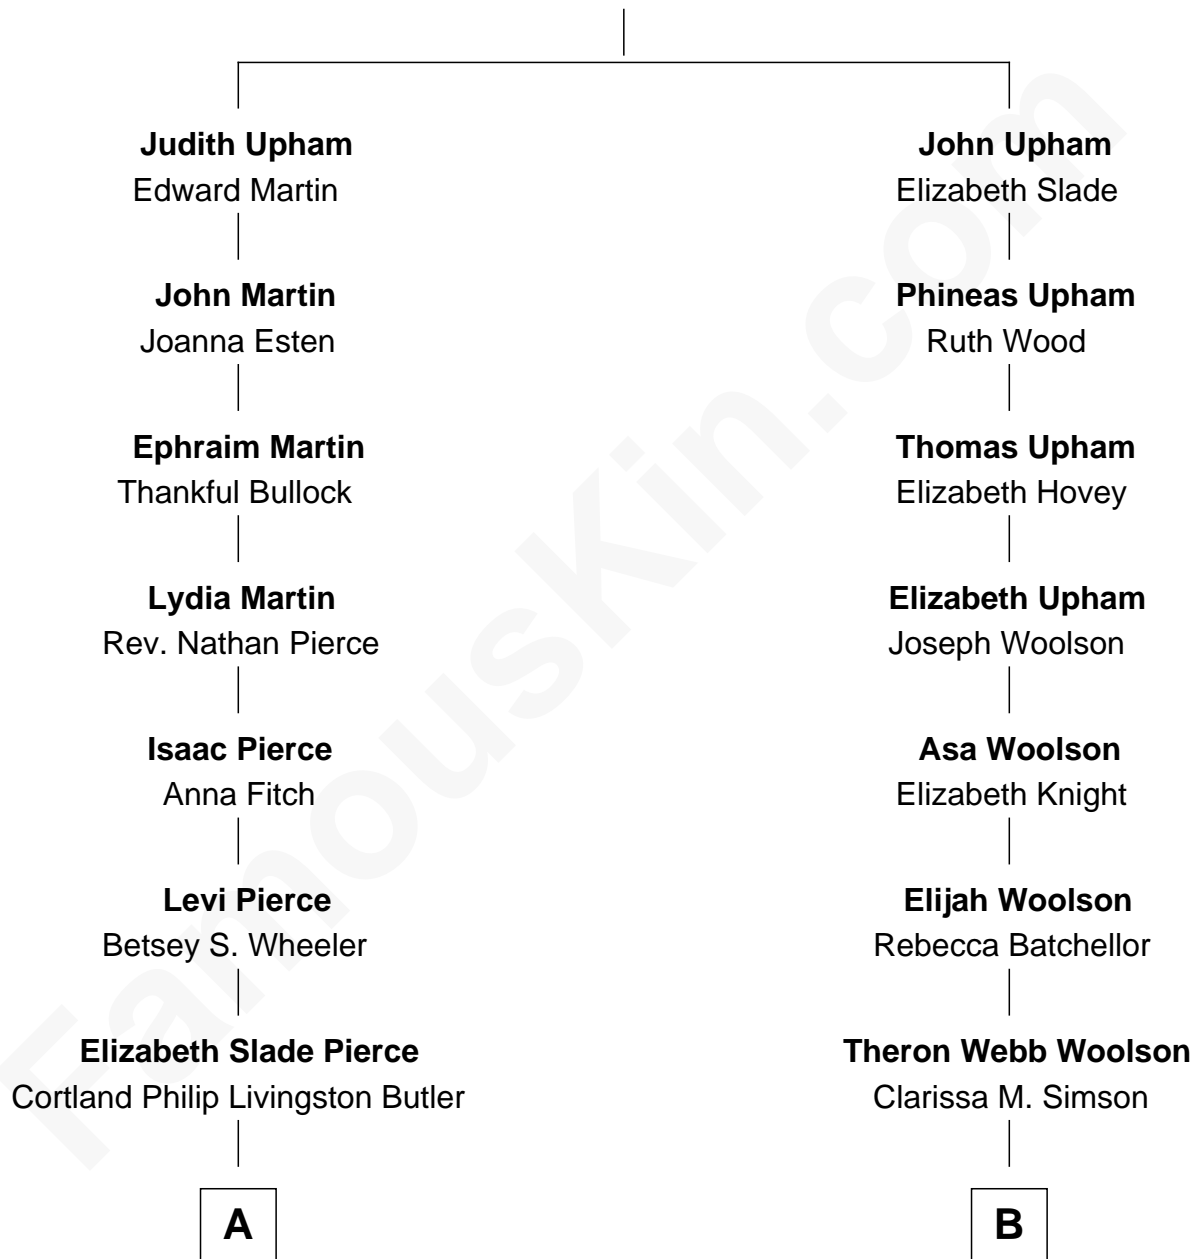 Judith Upham
Edward Martin
John Martin
Joanna Esten
Ephraim Martin
Thankful Bullock
Lydia Martin
Rev. Nathan Pierce
Isaac Pierce
Anna Fitch
Levi Pierce
Betsey S. Wheeler
Elizabeth Slade Pierce
Cortland Philip Livingston Butler
A
John Upham
Elizabeth Slade
Phineas Upham
Ruth Wood
Thomas Upham
Elizabeth Hovey
Elizabeth Upham
Joseph Woolson
Asa Woolson
Elizabeth Knight
Elijah Woolson
Rebecca Batchellor
Theron Webb Woolson
Clarissa M. Simson
B
FamousKin.com